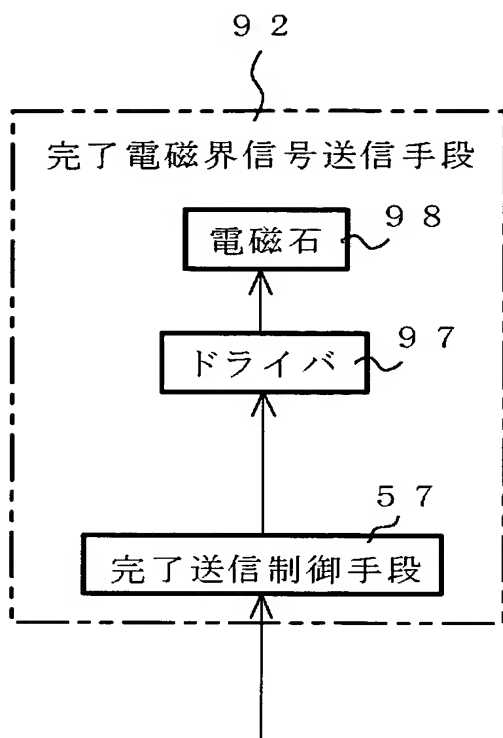 ９２
完了電磁界信号送信手段
電磁石
９８
ドライバ
９７
５７
完了送信制御手段